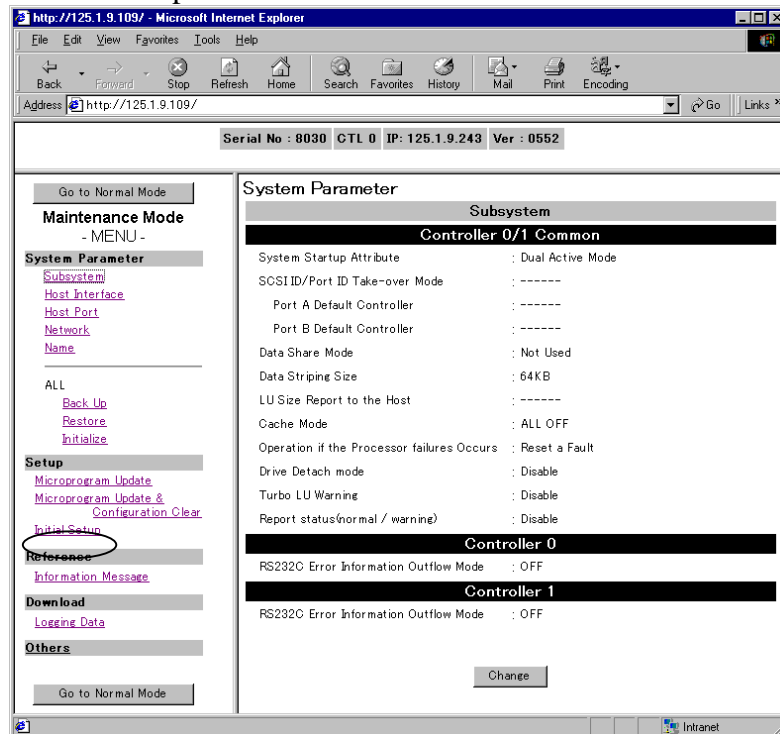 http://125.1.9.109/ - Microsoft Internet Explorer
File Edit View Favorites Tools Help
Back Forward Stop Refresh Home Search Favorites History Mail Print Encoding
Address http://125.1.9.109/ Go Links
Serial No : 8030 CTL 0 IP: 125.1.9.243 Ver : 0552
Go to Normal Mode
Maintenance Mode
- MENU -
System Parameter
Subsystem
Host Interface
Host Port
Network
Name
ALL
Back Up
Restore
Initialize
Setup
Microprogram Update
Microprogram Update &
Configuration Clear
Initial Setup
Reference
Information Message
Download
Logging Data
Others
Go to Normal Mode
System Parameter
Subsystem
Controller 0/1 Common
System Startup Attribute : Dual Active Mode
SCSI ID/Port ID Take-over Mode : ------
Port A Default Controller : ------
Port B Default Controller : ------
Data Share Mode : Not Used
Data Striping Size : 64KB
LU Size Report to the Host : ------
Cache Mode : ALL OFF
Operation if the Processor failures Occurs : Reset a Fault
Drive Detach mode : Disable
Turbo LU Warning : Disable
Report status(normal / warning) : Disable
Controller 0
RS232C Error Information Outflow Mode : OFF
Controller 1
RS232C Error Information Outflow Mode : OFF
Change
Intranet